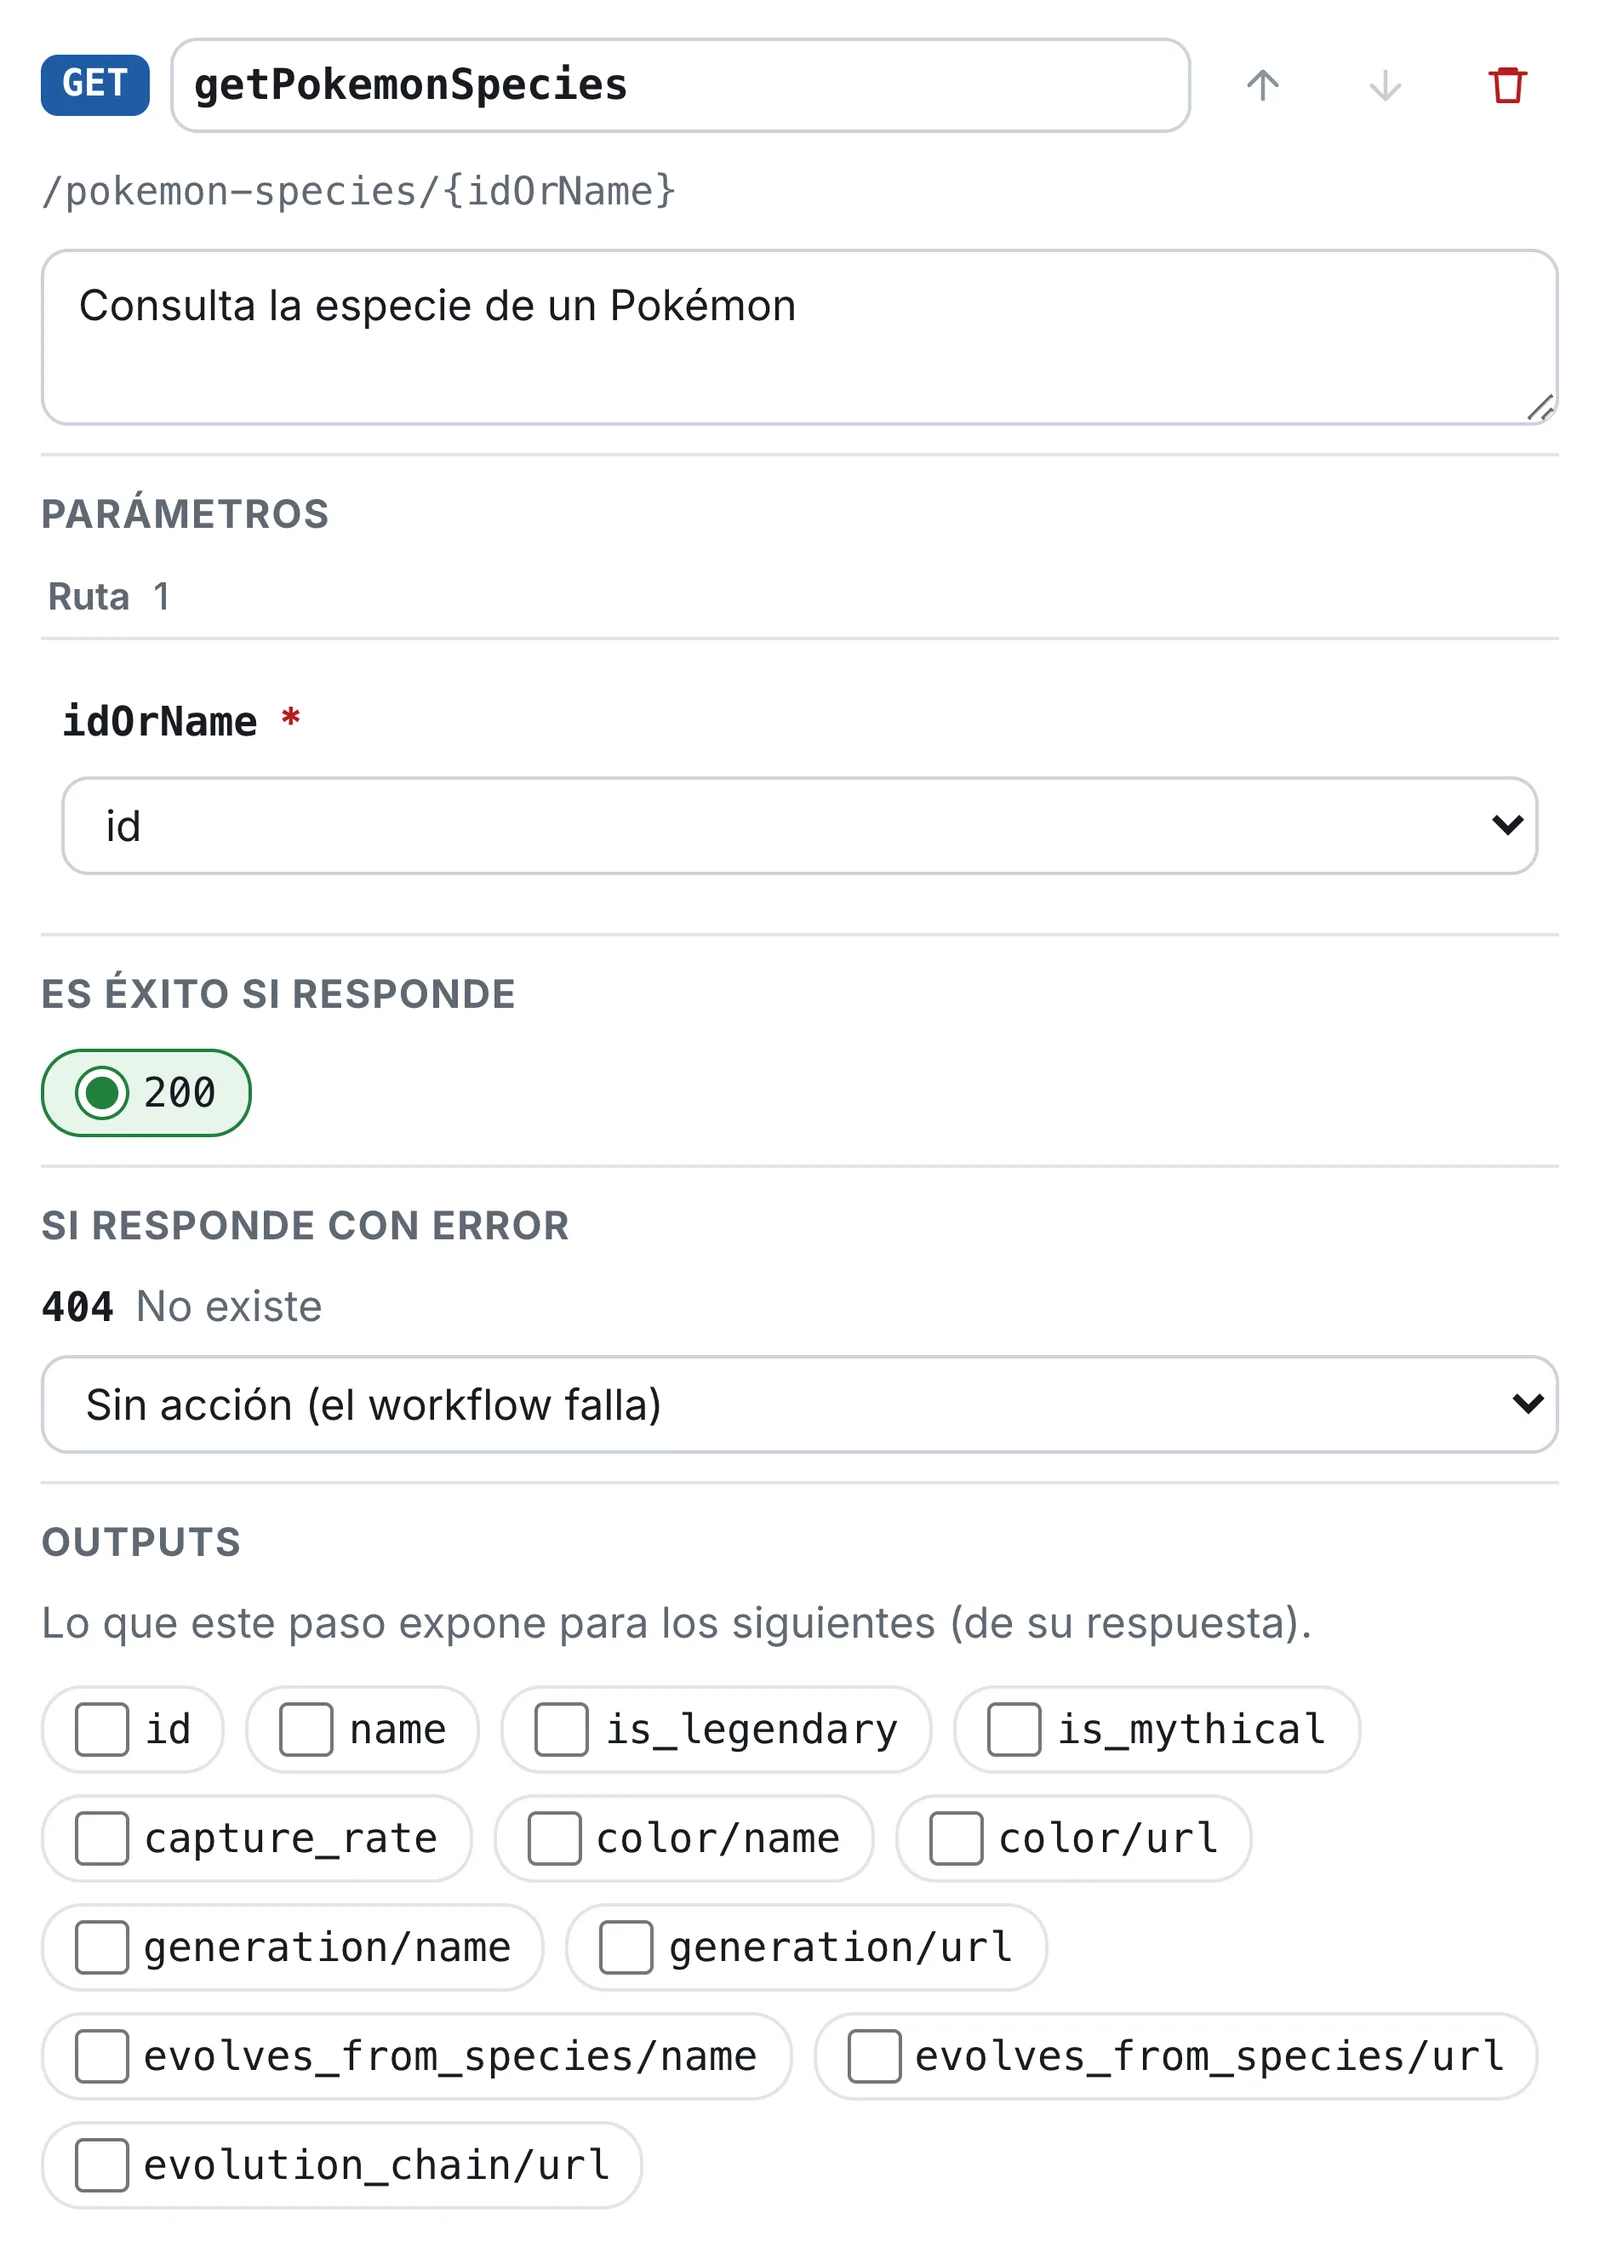 GET getPokemonSpecies
/pokemon-species/{idOrName}
Consulta la especie de un Pokémon
PARÁMETROS
Ruta 1
idOrName *
id
ES ÉXITO SI RESPONDE
200
SI RESPONDE CON ERROR
404 No existe
Sin acción (el workflow falla)
OUTPUTS
Lo que este paso expone para los siguientes (de su respuesta).
id name is_legendary is_mythical
capture_rate color/name color/url
generation/name generation/url
evolves_from_species/name evolves_from_species/url
evolution_chain/url